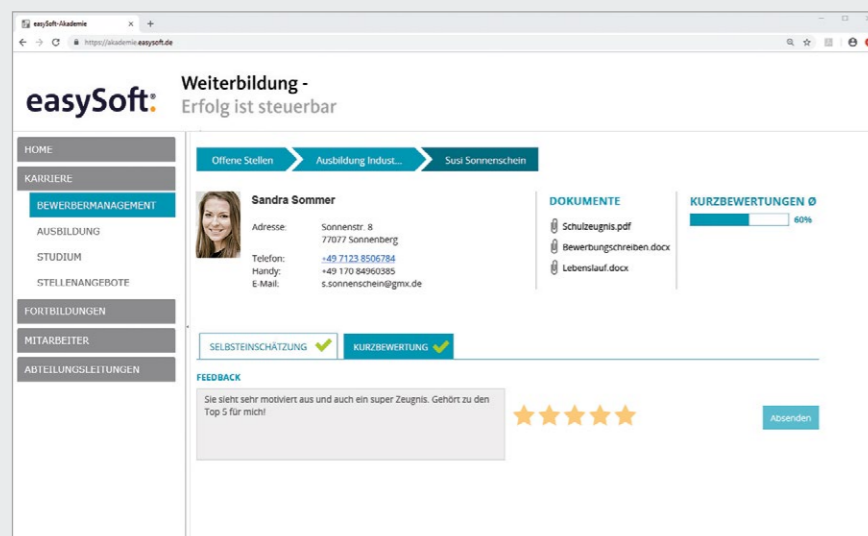 easySoft-Akademie
https://akademie.easysoft.de
easySoft:
Weiterbildung -
Erfolg ist steuerbar
HOME
KARRIERE
BEWERBERMANAGEMENT
AUSBILDUNG
STUDIUM
STELLENANGEBOTE
FORTBILDUNGEN
MITARBEITER
ABTEILUNGSLEITUNGEN
Offene Stellen
Ausbildung Indust...
Susi Sonnenschein
Sandra Sommer
Adresse: Sonnenstr. 8
77077 Sonnenberg
Telefon: +49 7123 8506784
Handy: +49 170 84960385
E-Mail: s.sonnenschein@gmx.de
DOKUMENTE
Schulzeugnis.pdf
Bewerbungschreiben.docx
Lebenslauf.docx
KURZBEWERTUNGEN Ø
60%
SELBSTEINSCHÄTZUNG
KURZBEWERTUNG
FEEDBACK
Sie sieht sehr motiviert aus und auch ein super Zeugnis. Gehört zu den
Top 5 für mich!
Absenden